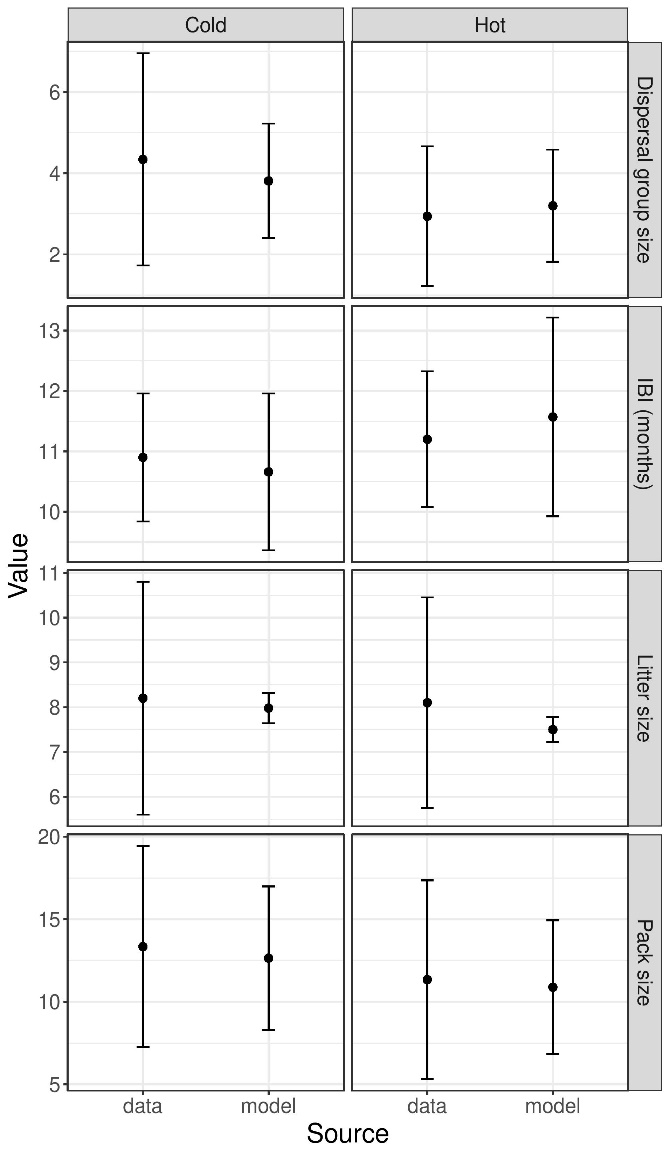 Cold
Hot
6
4
2
Dispersal group size
13
12
11
10
IBI (months)
Value
11
10
9
8
7
6
Litter size
20
15
10
5
Pack size
data
model
data
model
Source